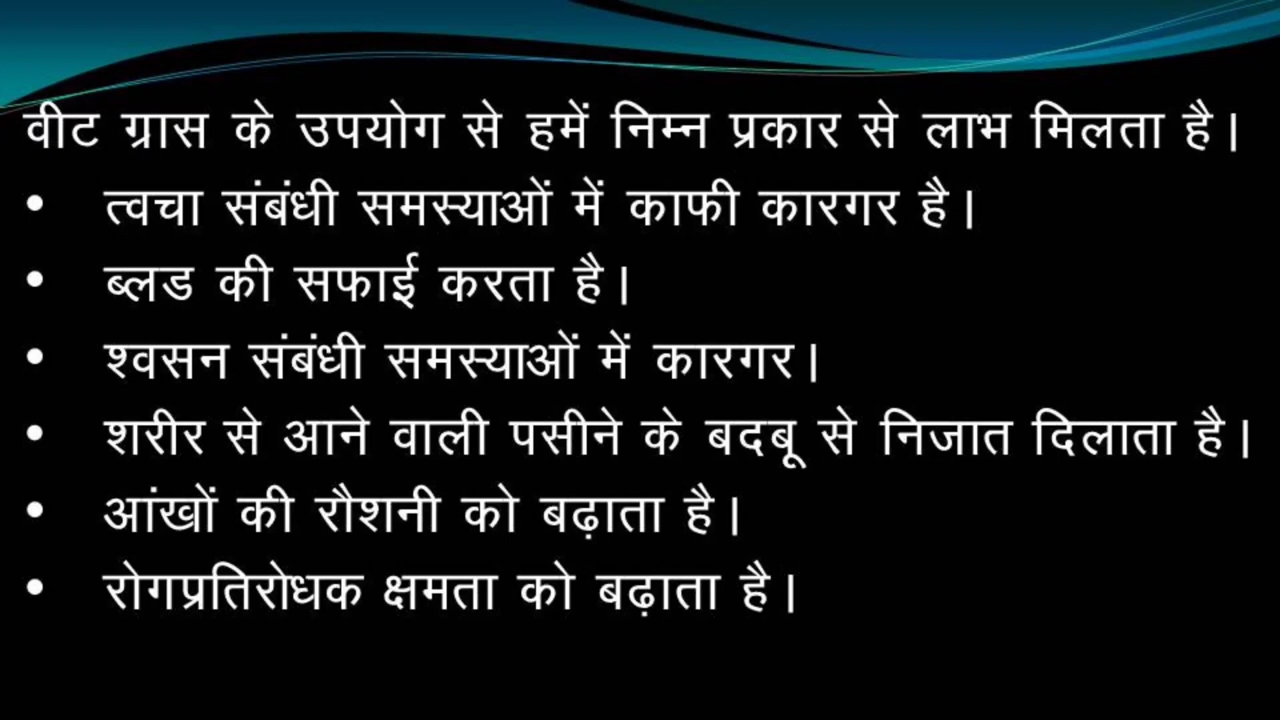 वीट ग्रास के उपयोग से हमें निम्न प्रकार से लाभ मिलता है।
• त्वचा संबंधी समस्याओं में काफी कारगर है।
• ब्लड की सफाई करता है।
• श्वसन संबंधी समस्याओं में कारगर।
• शरीर से आने वाली पसीने के बदबू से निजात दिलाता है।
• आंखों की रौशनी को बढ़ाता है।
• रोगप्रतिरोधक क्षमता को बढ़ाता है।